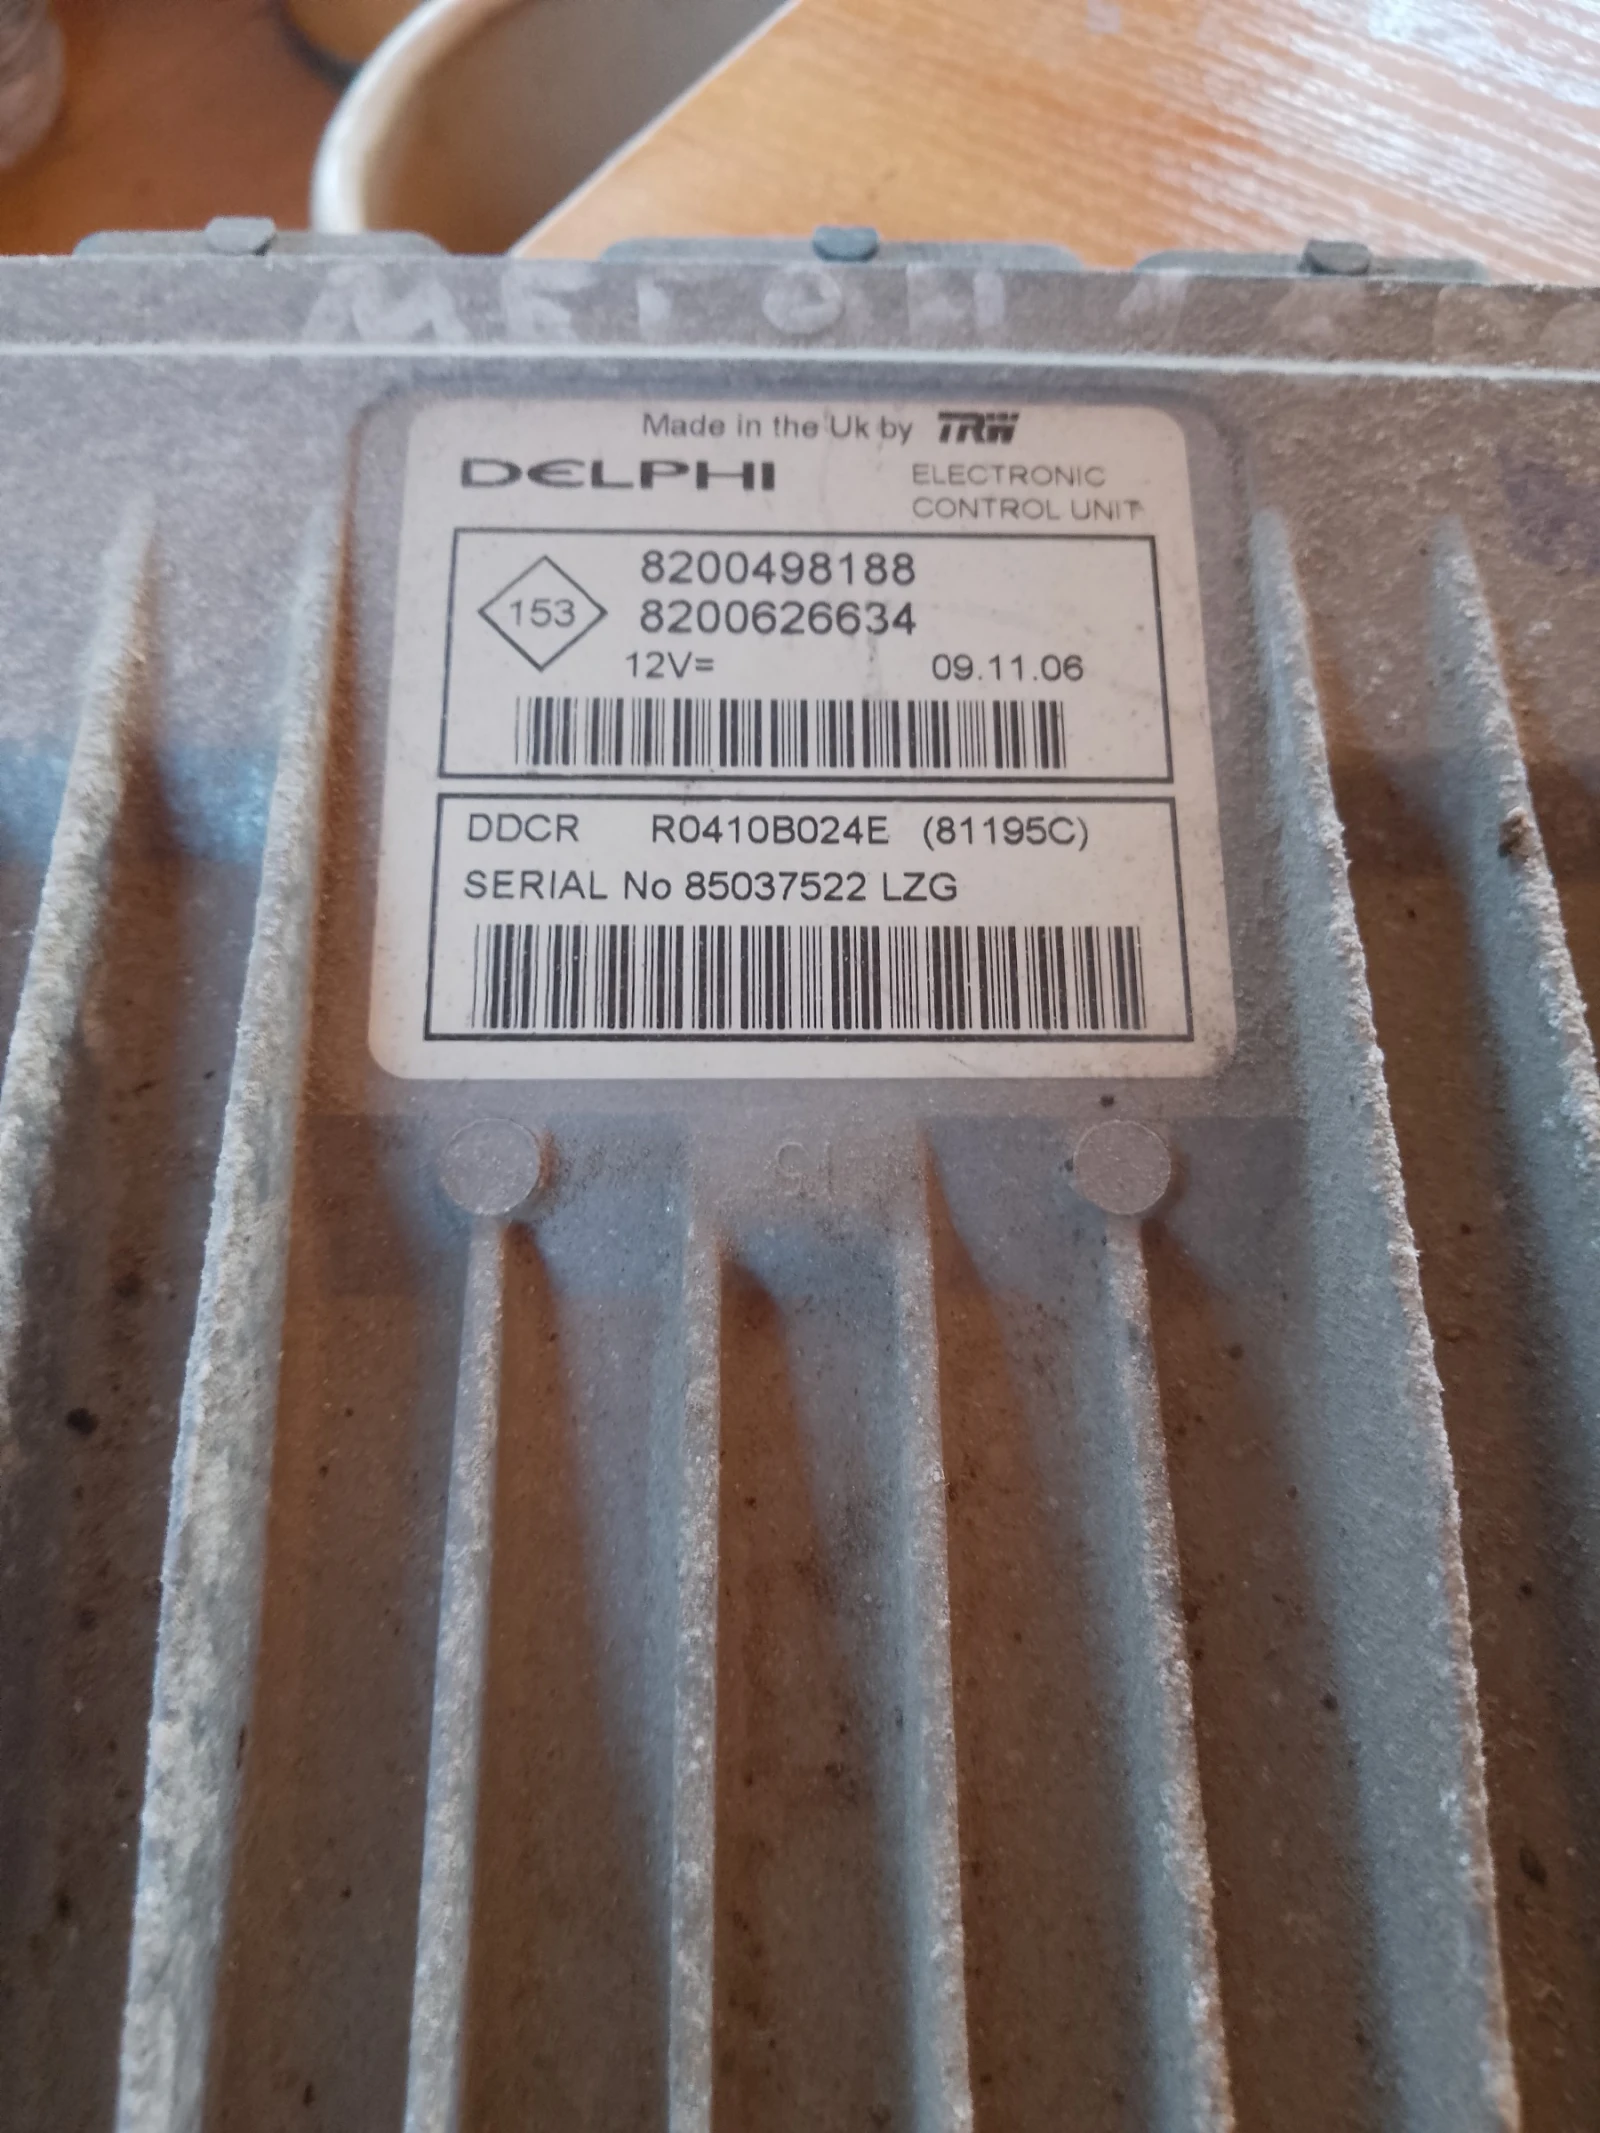 Made in the Uk by TRW
DELPHI
ELECTRONIC
CONTROL UNIT
153
8200498188
8200626634
12V=
09.11.06
DDCR R0410B024E (81195C)
SERIAL No 85037522 LZG